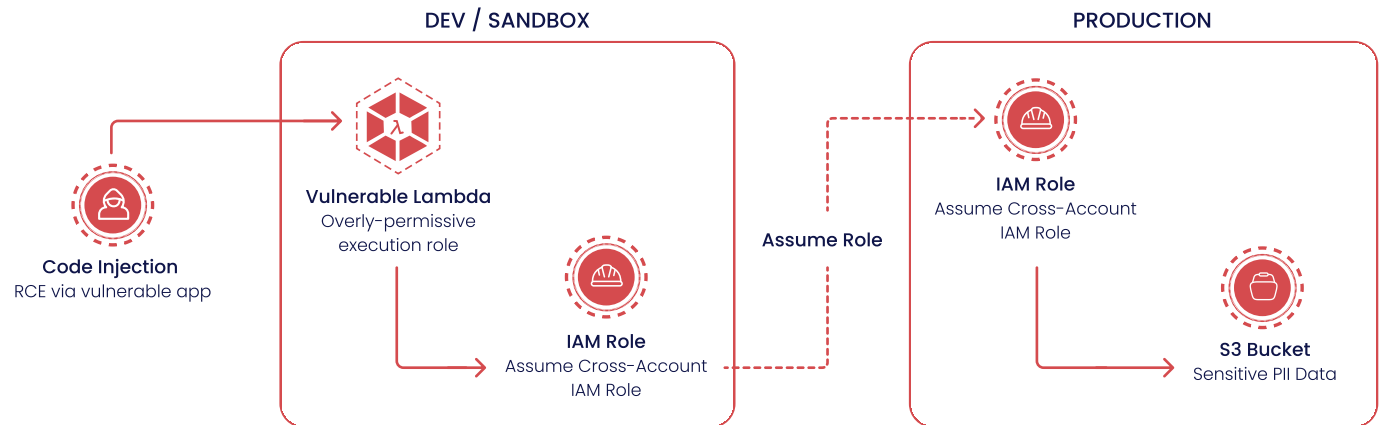 DEV / SANDBOX
PRODUCTION
λ
Code Injection
RCE via vulnerable app
Vulnerable Lambda
Overly-permissive
execution role
IAM Role
Assume Cross-Account
IAM Role
Assume Role
IAM Role
Assume Cross-Account
IAM Role
S3 Bucket
Sensitive PII Data